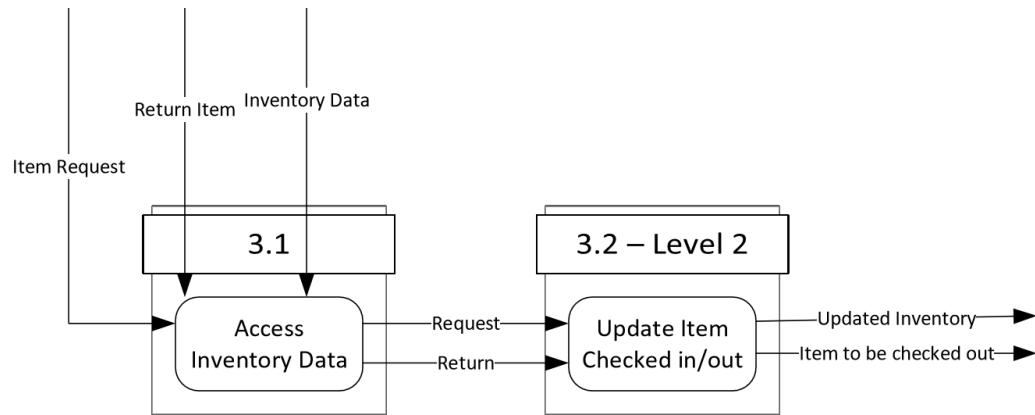 Inventory Data
Return Item
Item Request
3.1
3.2 – Level 2
Access
Inventory Data
Request
Return
Update Item
Checked in/out
Updated Inventory
Item to be checked out